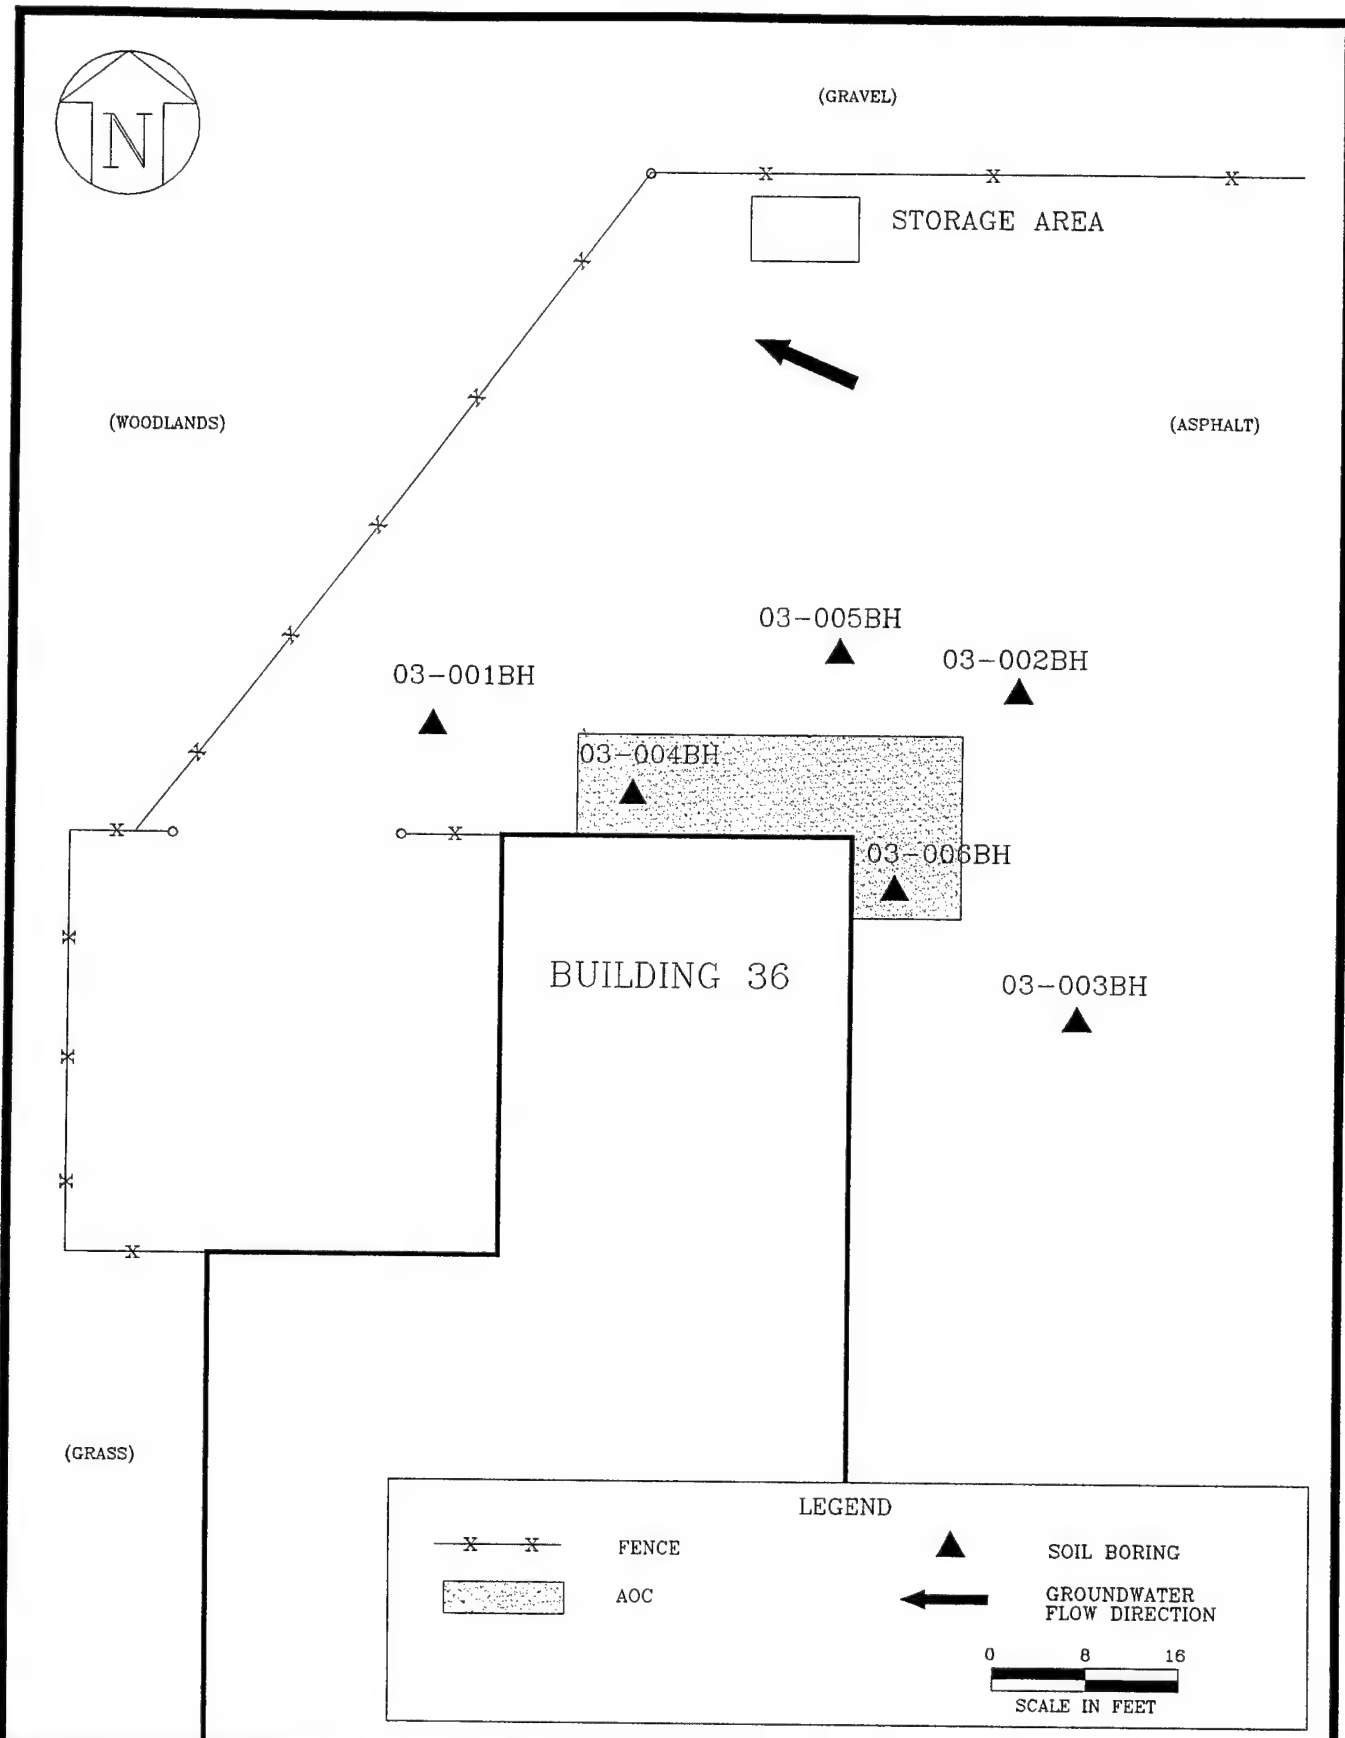 N
(GRAVEL)
STORAGE AREA
(WOODLANDS)
(ASPHALT)
03-005BH
03-002BH
03-001BH
03-004BH
03-006BH
BUILDING 36
03-003BH
(GRASS)
LEGEND
FENCE
SOIL BORING
AOC
GROUNDWATER
FLOW DIRECTION
0 8 16
SCALE IN FEET